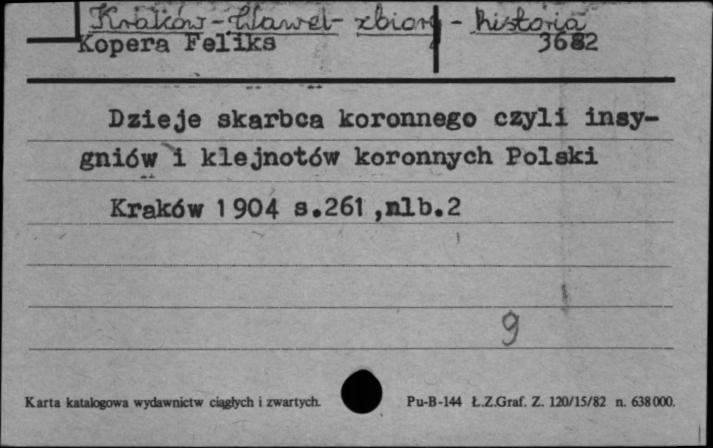 Kraków-Wawel-zbiory - historia
Kopera Feliks 3682
Dzieje skarbca koronnego czyli insy-
gniów i klejnotów koronnych Polski
Kraków 1904 s.261,nlb.2
9
Karta katalogowa wydawnictw ciągłych i zwartych. Pu-B-144 Ł.Z.Graf. Z. 120/15/82 n. 638000.